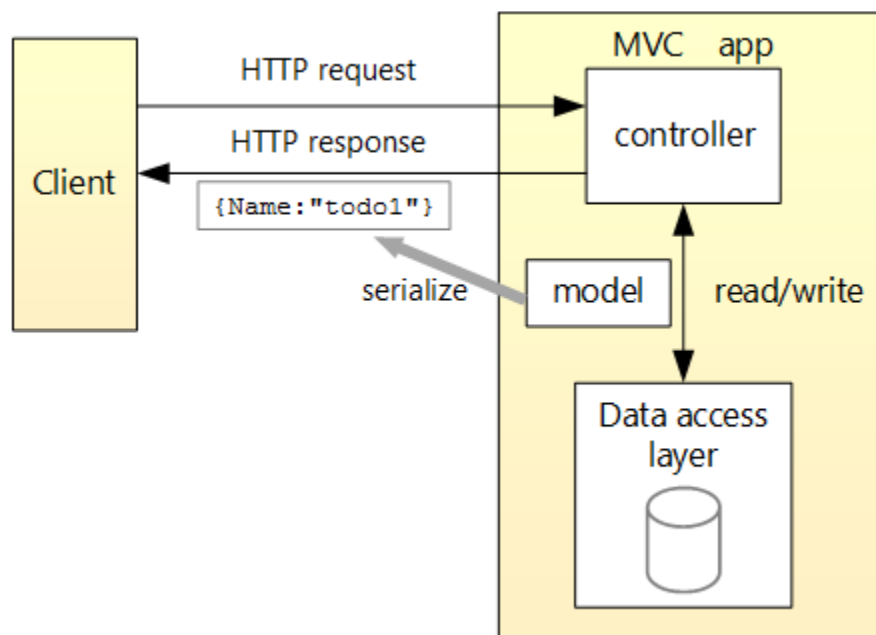 MVC app
HTTP request
controller
HTTP response
Client
{Name:"todo1"}
serialize
model
read/write
Data access
layer